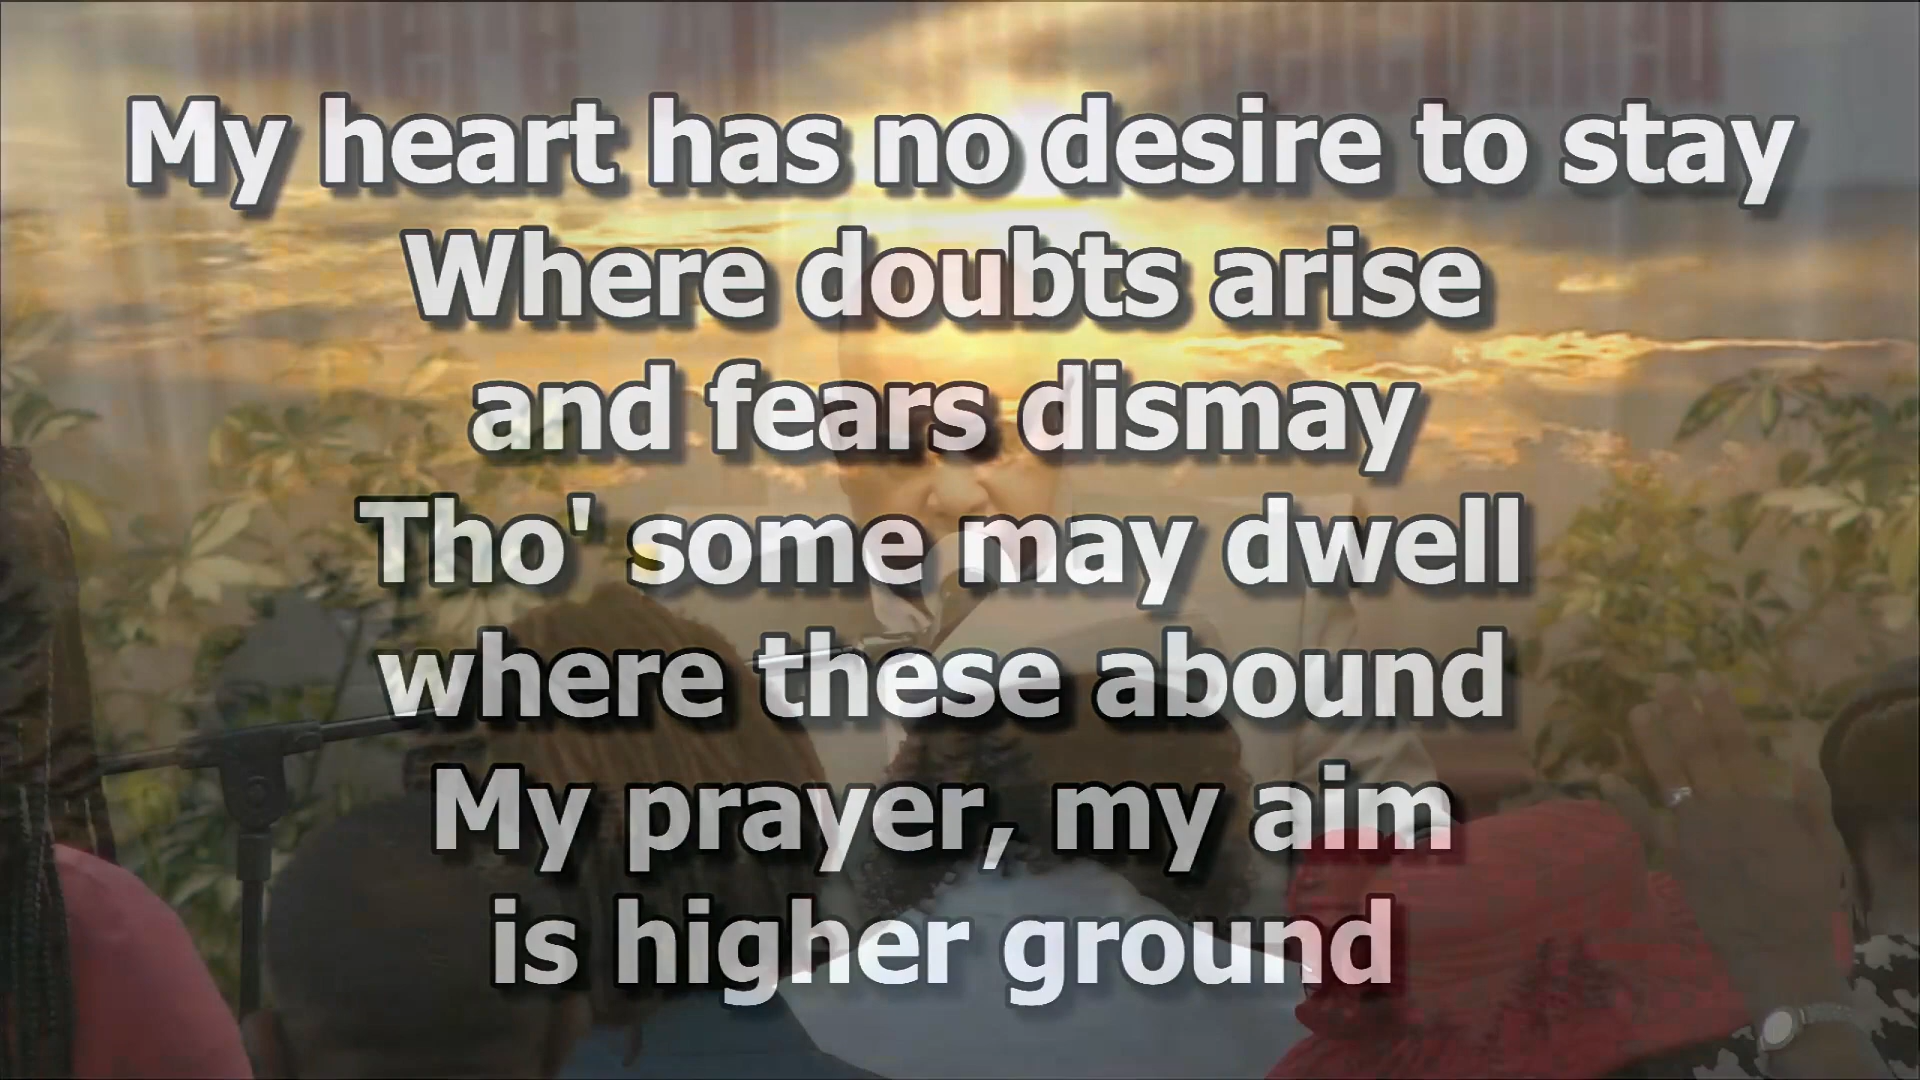 My heart has no desire to stay
Where doubts arise
and fears dismay
Tho' some may dwell
where these abound
My prayer, my aim
is higher ground